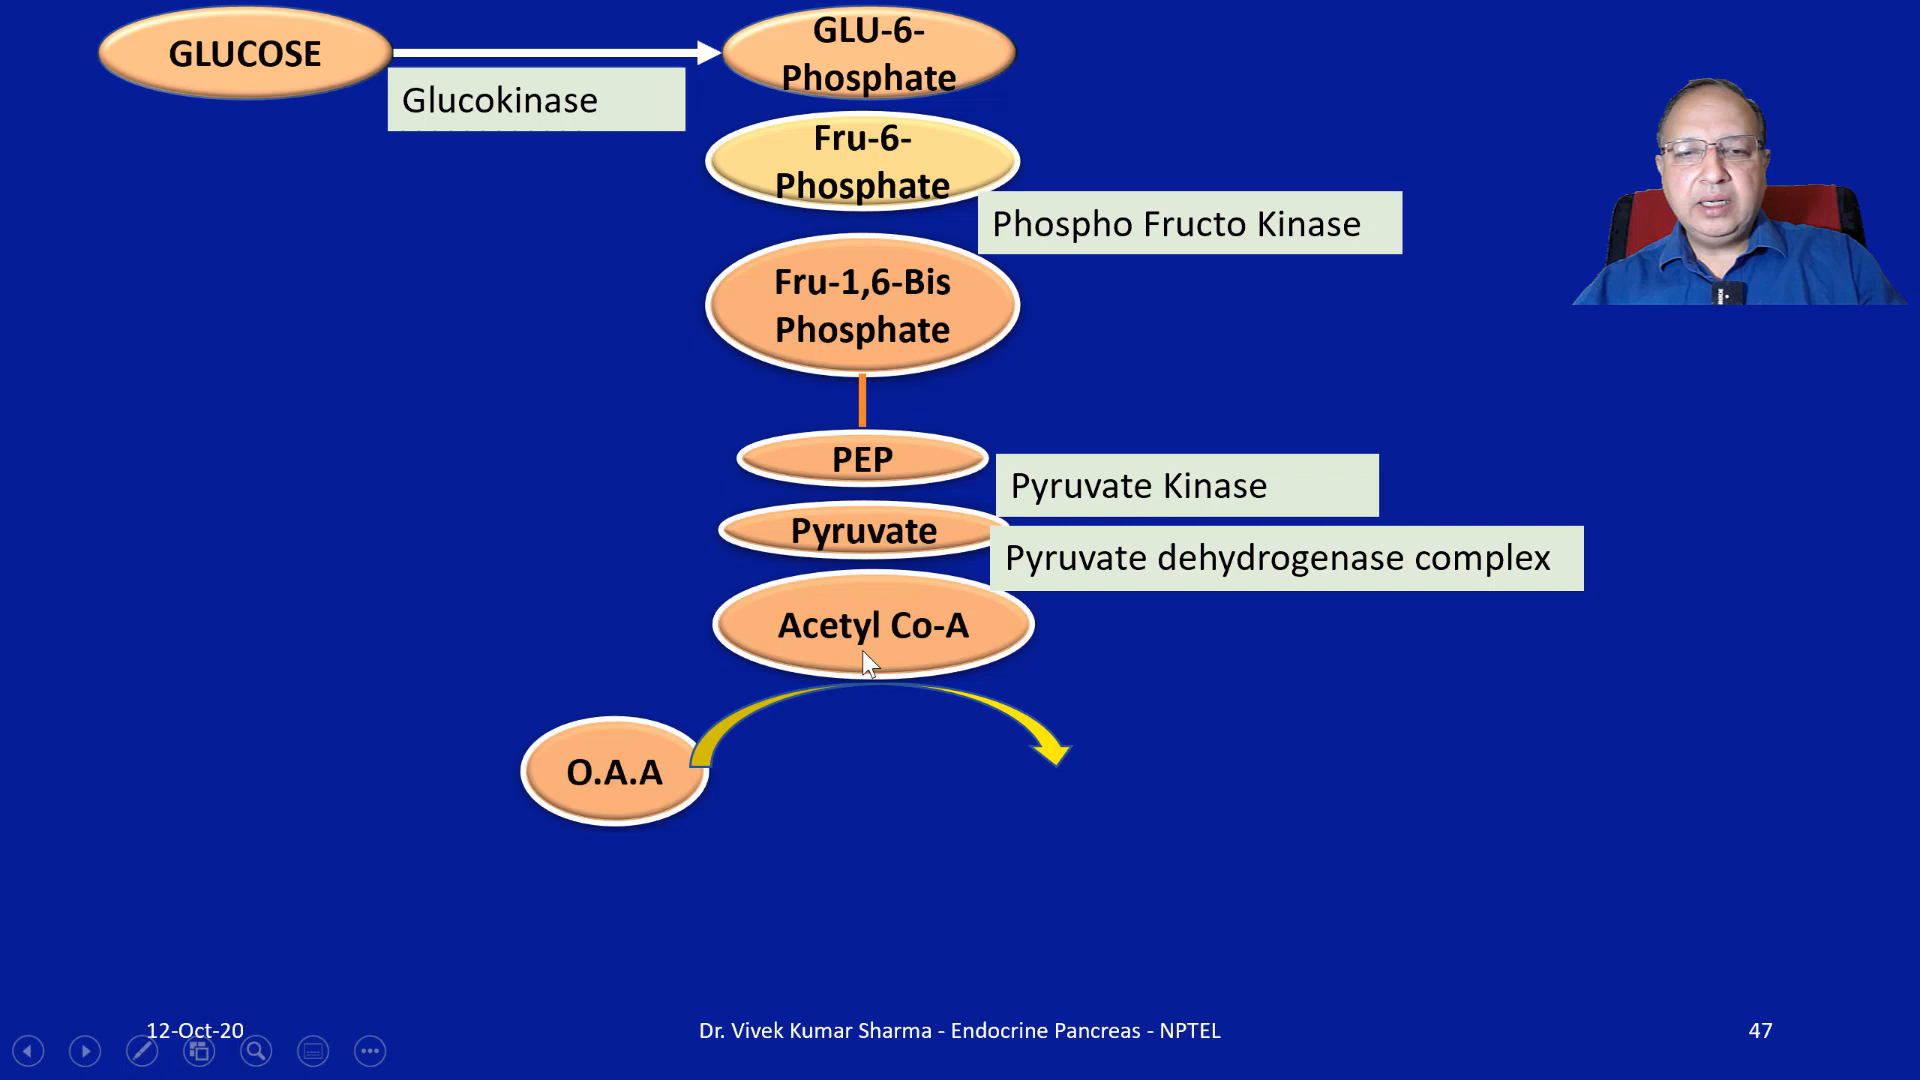 GLUCOSE
GLU-6-
Phosphate
Glucokinase
Fru-6-
Phosphate
Phospho Fructo Kinase
Fru-1,6-Bis
Phosphate
PEP
Pyruvate Kinase
Pyruvate
Pyruvate dehydrogenase complex
Acetyl Co-A
O.A.A
12-Oct-20
Dr. Vivek Kumar Sharma - Endocrine Pancreas - NPTEL
47